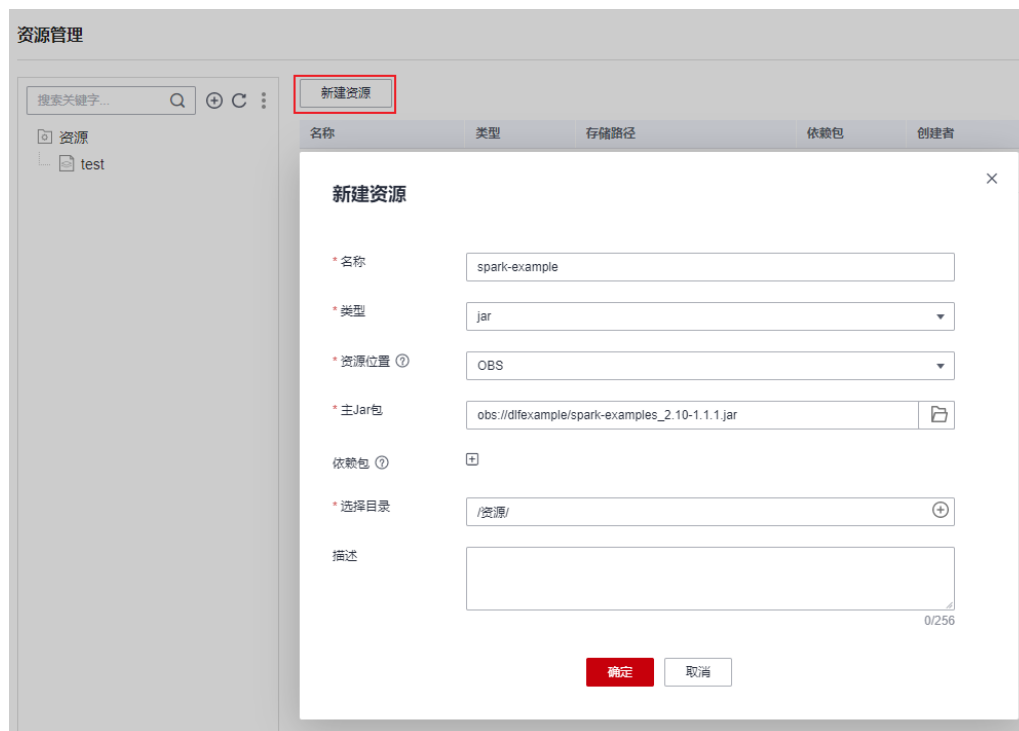 资源管理
搜索关键字...
资源
test
新建资源
名称 类型 存储路径 依赖包 创建者
新建资源
* 名称 spark-example
* 类型 jar
* 资源位置 OBS
* 主Jar包 obs://dlfexample/spark-examples_2.10-1.1.1.jar
依赖包
* 选择目录 /资源/
描述
0/256
确定 取消